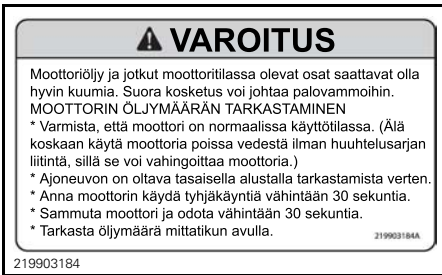 VAROITUS
Moottoriöljy ja jotkut moottoritilassa olevat osat saattavat olla
hyvin kuumia. Suora kosketus voi johtaa palovammoihin.
MOOTTORIN ÖLJYMÄÄRÄN TARKASTAMINEN
* Varmista, että moottori on normaalissa käyttötilassa. (Älä
koskaan käytä moottoria poissa vedestä ilman huuhtelusarjan
liitintä, sillä se voi vahingoittaa moottoria.)
* Ajoneuvon on oltava tasaisella alustalla tarkastamista verten.
* Anna moottorin käydä tyhjäkäyntiä vähintään 30 sekuntia.
* Sammuta moottori ja odota vähintään 30 sekuntia.
* Tarkasta öljymäärä mittatikun avulla.
219903184A
219903184